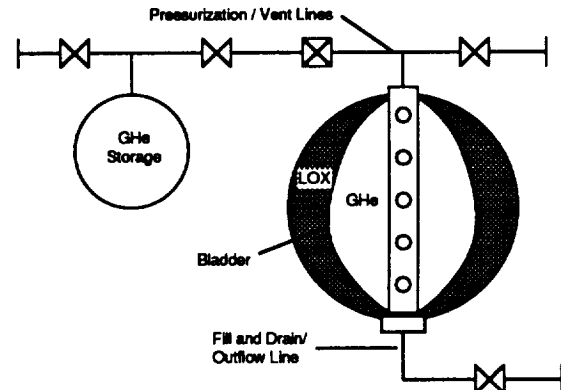 Pressurization / Vent Lines
GHe
Storage
LOX
GHe
Bladder
Fill and Drain/
Outflow Line